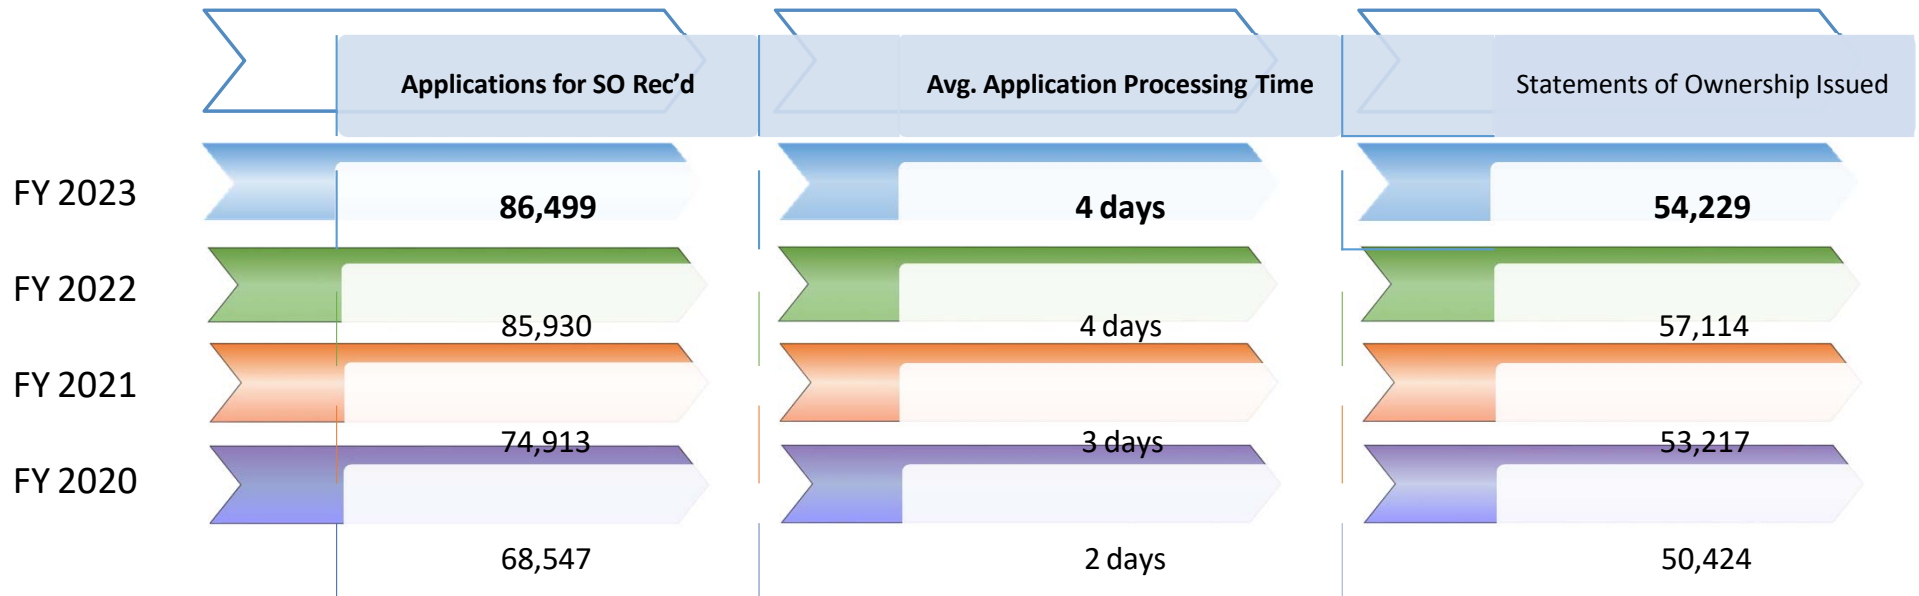 Applications for SO Rec’d Avg. Application Processing Time Statements of Ownership Issued
FY 2023 86,499 4 days 54,229
FY 2022 85,930 4 days 57,114
FY 2021 74,913 3 days 53,217
FY 2020 68,547 2 days 50,424